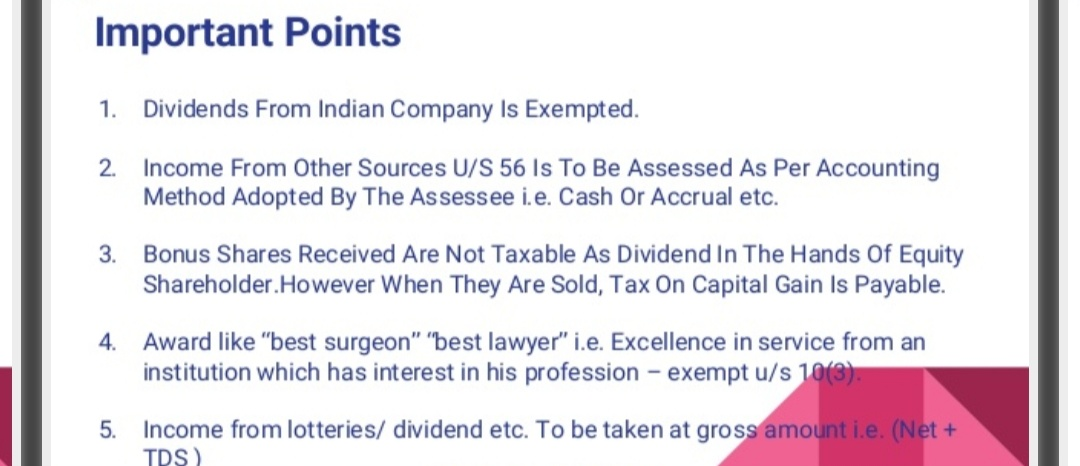 Important Points
1. Dividends From Indian Company Is Exempted.
2. Income From Other Sources U/S 56 Is To Be Assessed As Per Accounting
Method Adopted By The Assessee i.e. Cash Or Accrual etc.
3. Bonus Shares Received Are Not Taxable As Dividend In The Hands Of Equity
Shareholder.However When They Are Sold, Tax On Capital Gain Is Payable.
4. Award like “best surgeon” “best lawyer” i.e. Excellence in service from an
institution which has interest in his profession – exempt u/s 10(3).
5. Income from lotteries/ dividend etc. To be taken at gross amount i.e. (Net +
TDS )